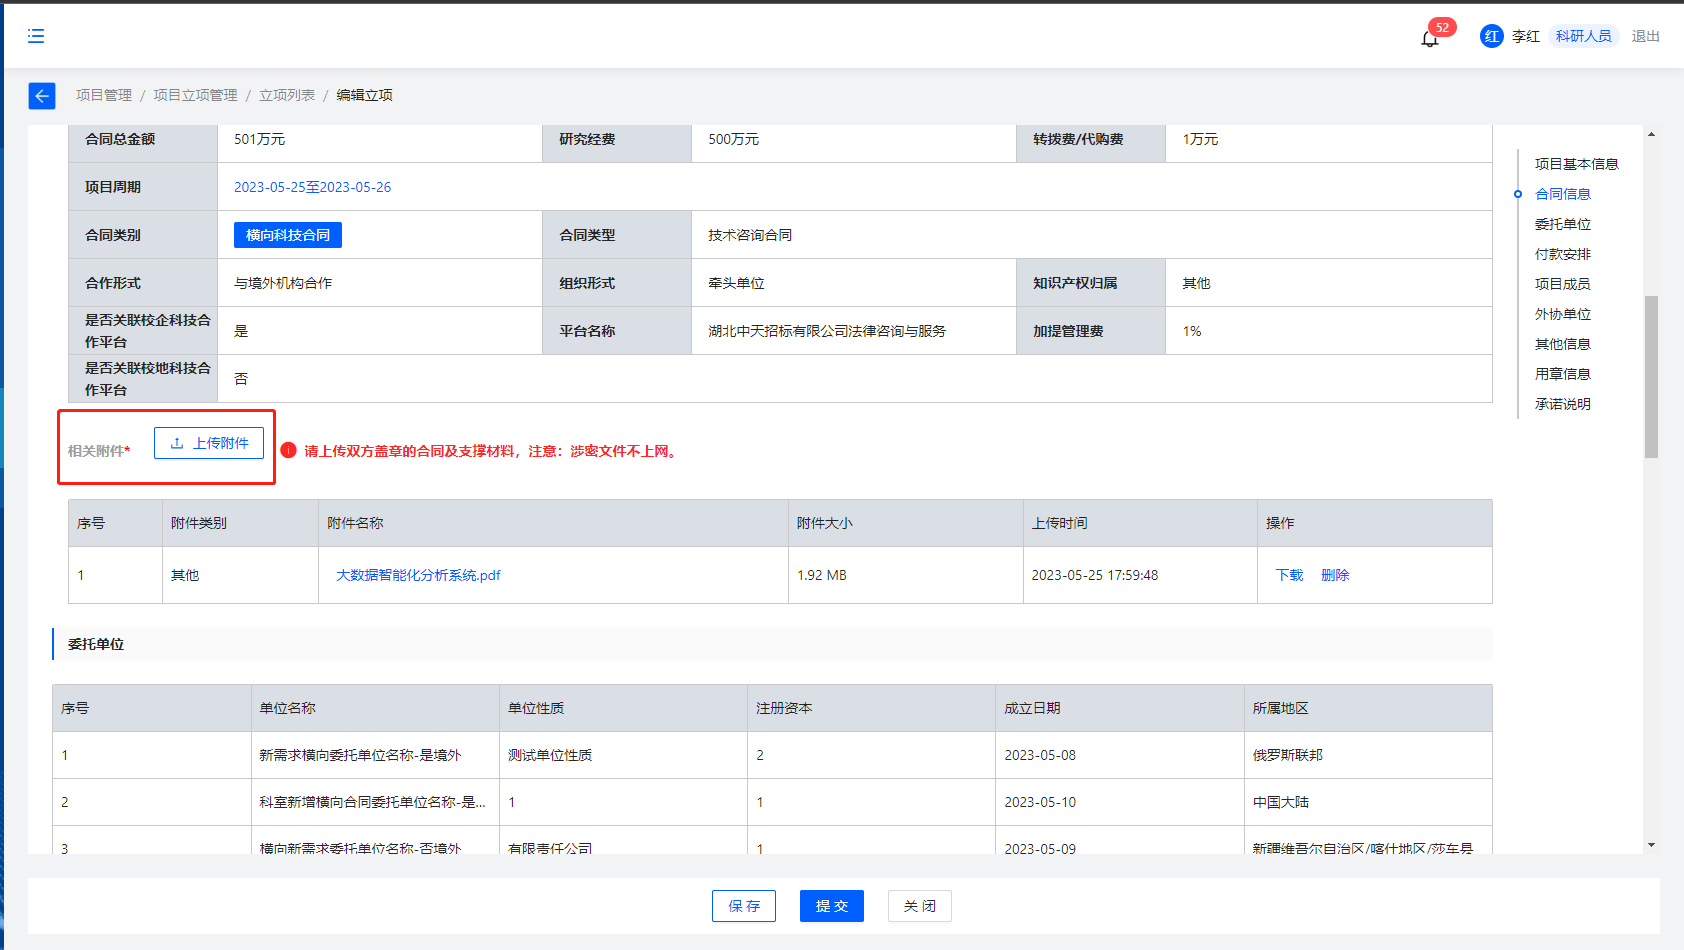 52
红 李红 科研人员 退出
项目管理 / 项目立项管理 / 立项列表 / 编辑立项
合同总金额 501万元 研究经费 500万元 转拨费/代购费 1万元
项目周期 2023-05-25至2023-05-26
合同类别 横向科技合同 合同类型 技术咨询合同
合作形式 与境外机构合作 组织形式 牵头单位 知识产权归属 其他
是否关联校企科技合
作平台 是 平台名称 湖北中天招标有限公司法律咨询与服务 加提管理费 1%
是否关联校地科技合
作平台 否
项目基本信息
合同信息
委托单位
付款安排
项目成员
外协单位
其他信息
用章信息
承诺说明
相关附件* 上传附件 请上传双方盖章的合同及支撑材料，注意：涉密文件不上网。
序号 附件类别 附件名称 附件大小 上传时间 操作
1 其他 大数据智能化分析系统.pdf 1.92 MB 2023-05-25 17:59:48 下载 删除
委托单位
序号 单位名称 单位性质 注册资本 成立日期 所属地区
1 新需求横向委托单位名称-是境外 测试单位性质 2 2023-05-08 俄罗斯联邦
2 科室新增横向合同委托单位名称-是... 1 1 2023-05-10 中国大陆
3 横向新需求委托单位名称-否境外 有限责任公司 1 2023-05-09 新疆维吾尔自治区/喀什地区/莎车县
保存 提交 关闭